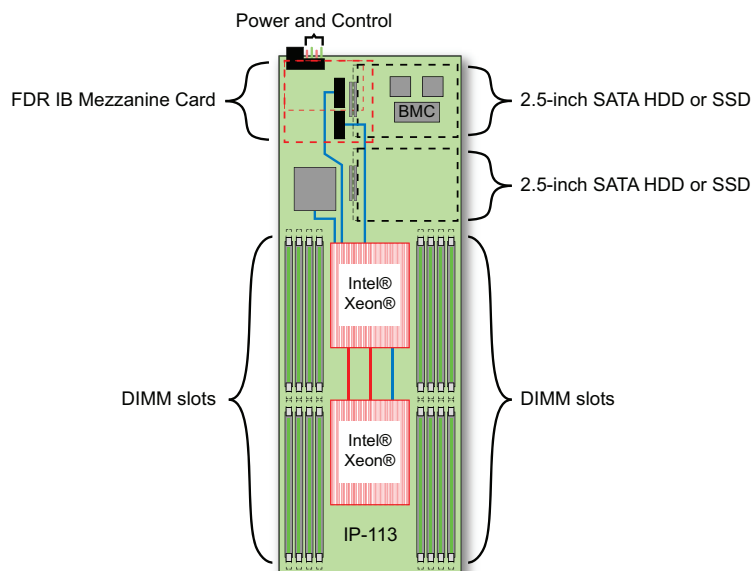 Power and Control
FDR IB Mezzanine Card
BMC
2.5-inch SATA HDD or SSD
2.5-inch SATA HDD or SSD
Intel®
Xeon®
DIMM slots
DIMM slots
Intel®
Xeon®
IP-113